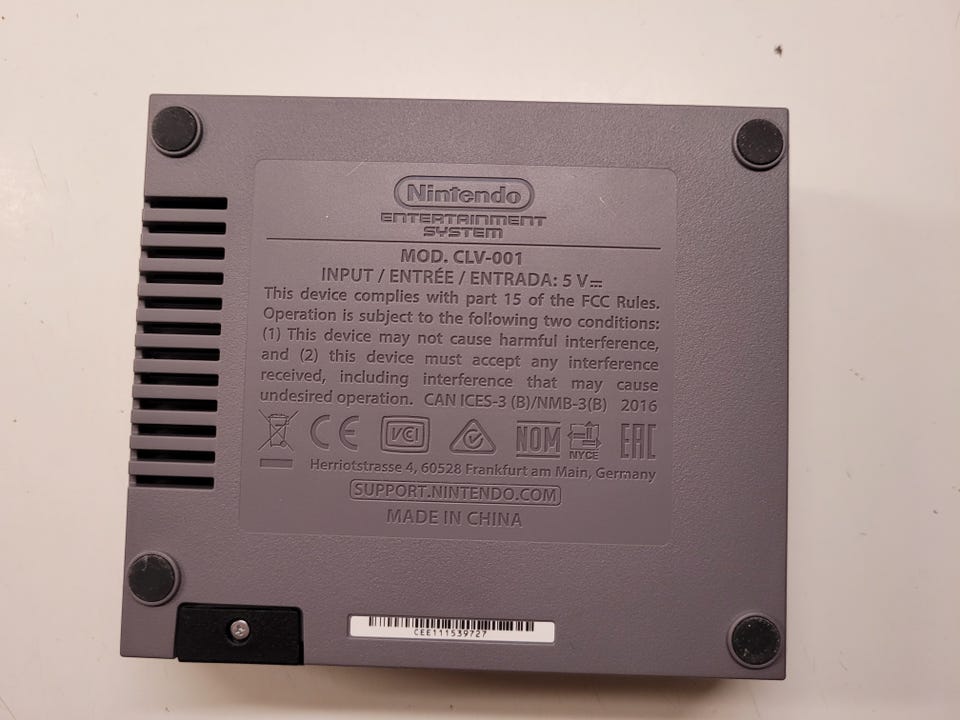 Nintendo
ENTERTAINMENT
SYSTEM
MOD. CLV-001
INPUT / ENTRÉE / ENTRADA: 5 V⎓
This device complies with part 15 of the FCC Rules.
Operation is subject to the following two conditions:
(1) This device may not cause harmful interference,
and (2) this device must accept any interference
received, including interference that may cause
undesired operation. CAN ICES-3 (B)/NMB-3(B) 2016
CE VCI NOM NYCE EAC
Herriotstrasse 4, 60528 Frankfurt am Main, Germany
SUPPORT.NINTENDO.COM
MADE IN CHINA
CEE111539727